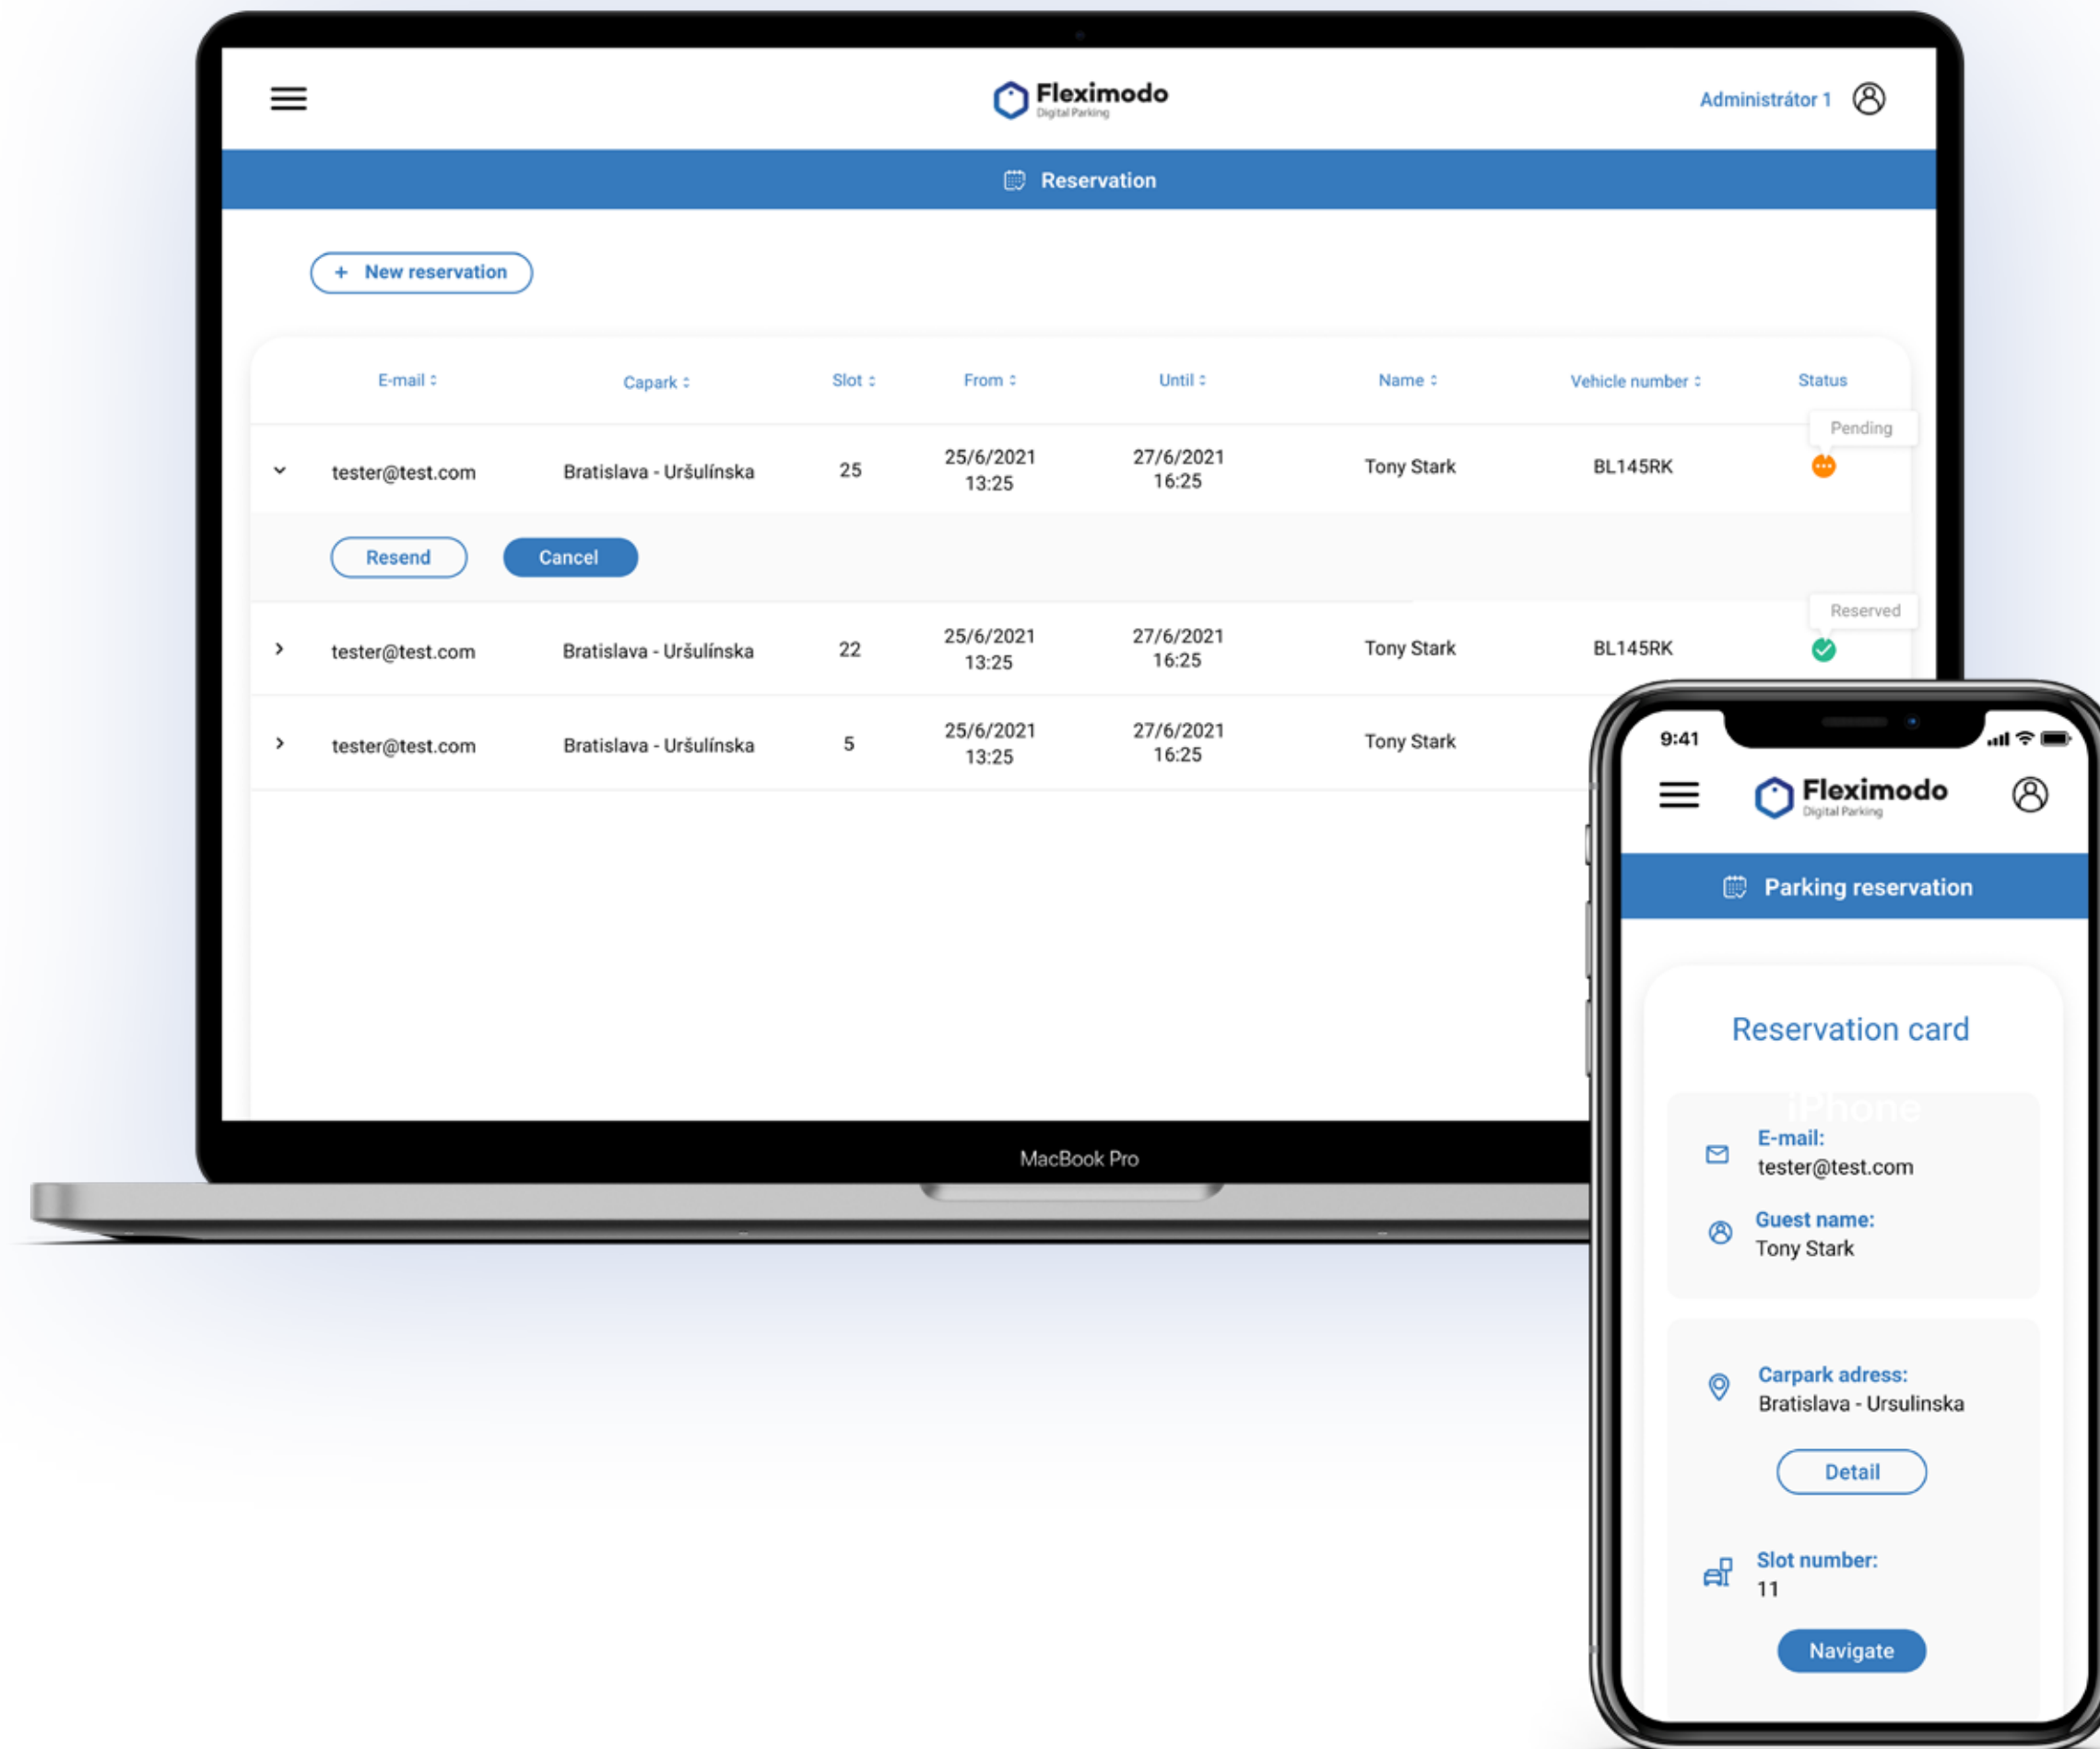 Fleximodo
Digital Parking
Administrátor 1
Reservation
+ New reservation
E-mail Capark Slot From Until Name Vehicle number Status
Pending
tester@test.com Bratislava - Uršulínska 25 25/6/2021 13:25 27/6/2021 16:25 Tony Stark BL145RK
Resend Cancel
Reserved
tester@test.com Bratislava - Uršulínska 22 25/6/2021 13:25 27/6/2021 16:25 Tony Stark BL145RK
tester@test.com Bratislava - Uršulínska 5 25/6/2021 13:25 27/6/2021 16:25 Tony Stark
MacBook Pro
9:41
Fleximodo
Digital Parking
Parking reservation
Reservation card
iPhone
E-mail:
tester@test.com
Guest name:
Tony Stark
Carpark adress:
Bratislava - Ursulinska
Detail
Slot number:
11
Navigate